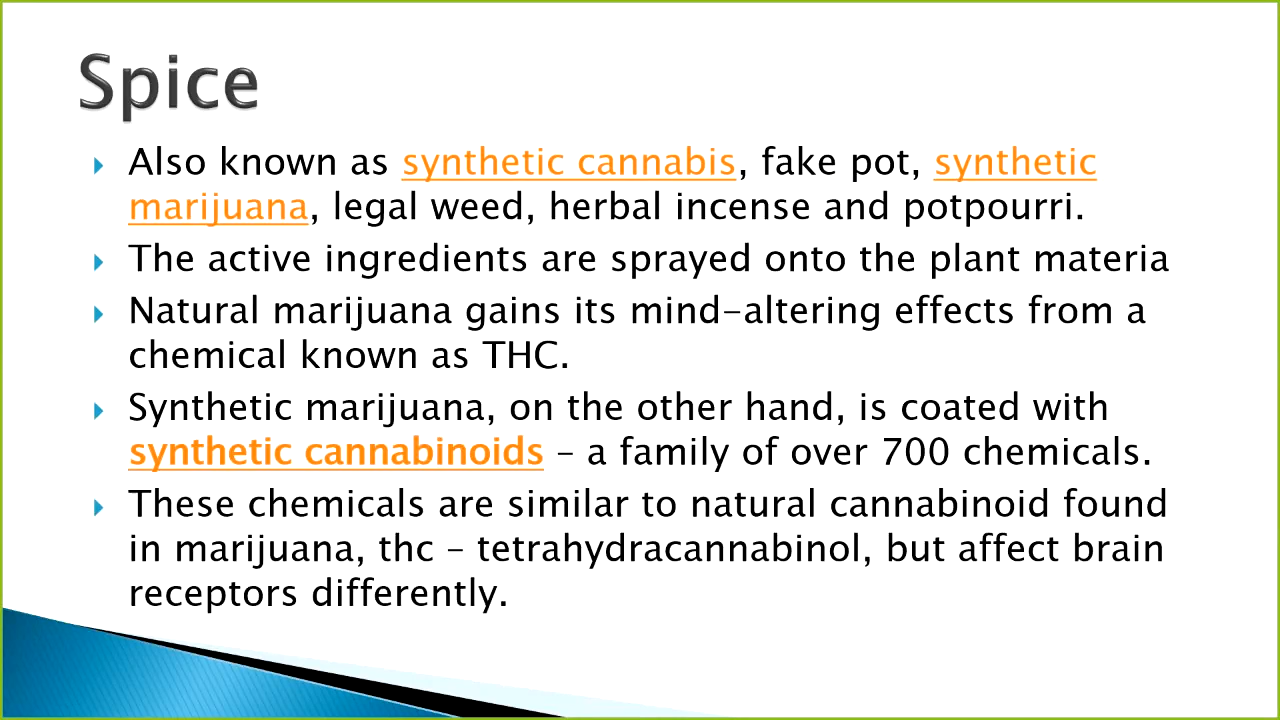 Spice
Also known as synthetic cannabis, fake pot, synthetic
marijuana, legal weed, herbal incense and potpourri.
The active ingredients are sprayed onto the plant materia
Natural marijuana gains its mind-altering effects from a
chemical known as THC.
Synthetic marijuana, on the other hand, is coated with
synthetic cannabinoids – a family of over 700 chemicals.
These chemicals are similar to natural cannabinoid found
in marijuana, thc – tetrahydracannabinol, but affect brain
receptors differently.